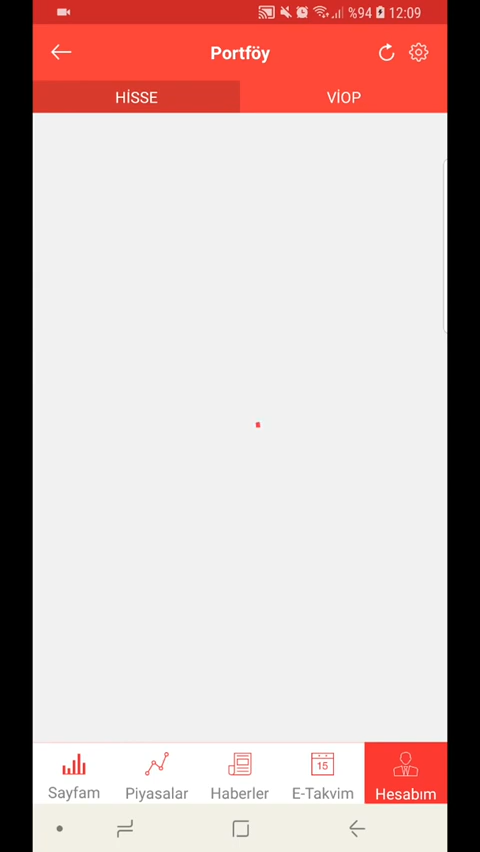 %94 12:09
Portföy
HİSSE
VİOP
15
Sayfam
Piyasalar
Haberler
E-Takvim
Hesabım